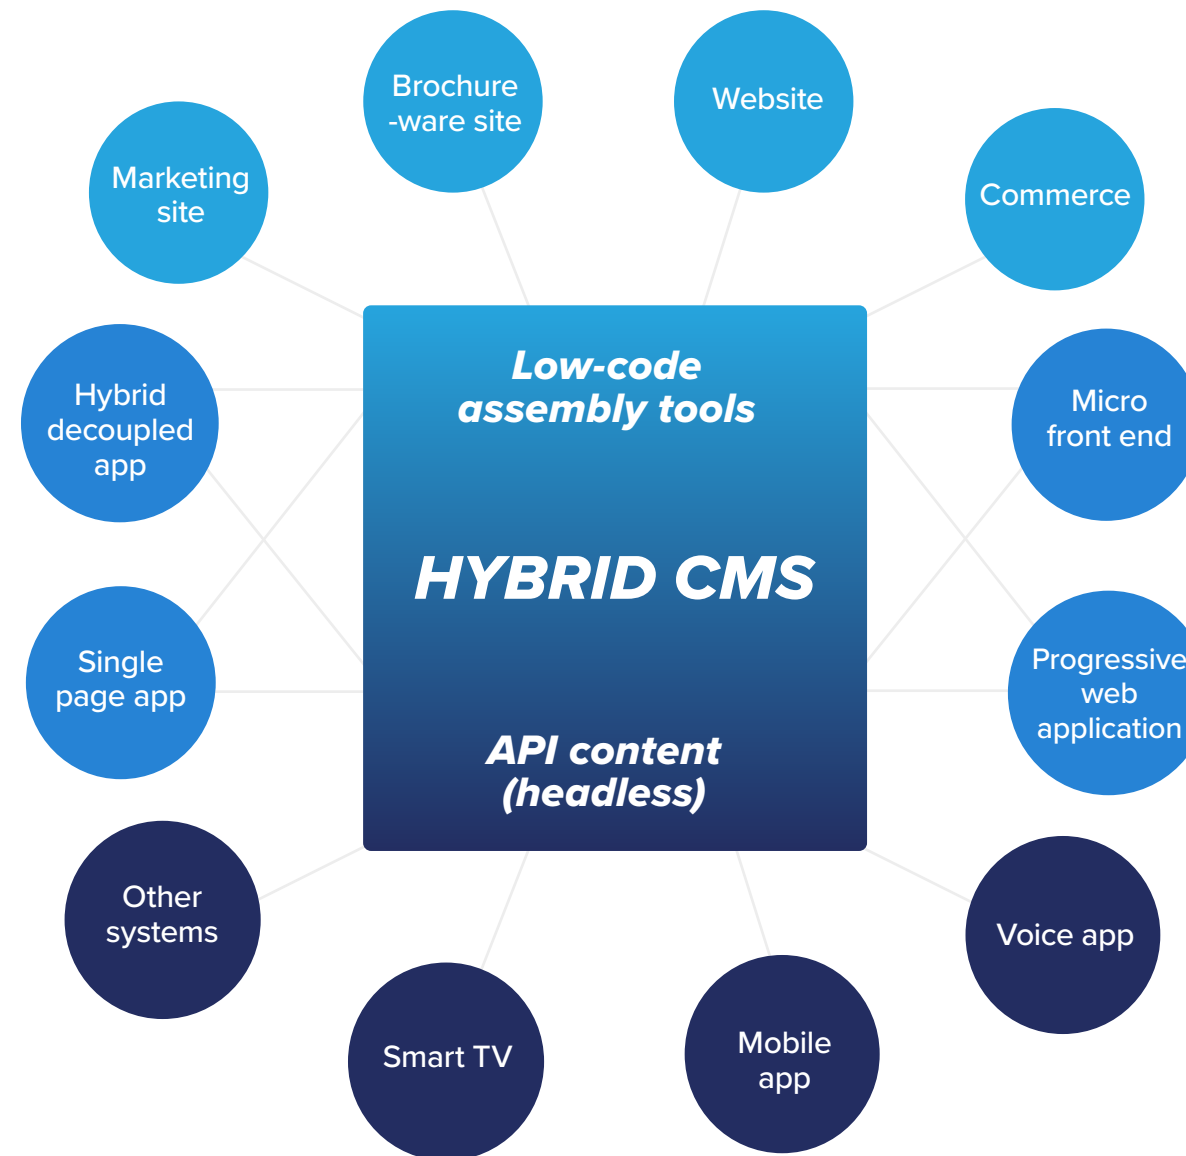 Brochure
-ware site
Website
Marketing
site
Commerce
Low-code
assembly tools
Hybrid
decoupled
app
Micro
front end
HYBRID CMS
Single
page app
Progressive
web
application
API content
(headless)
Other
systems
Voice app
Smart TV
Mobile
app